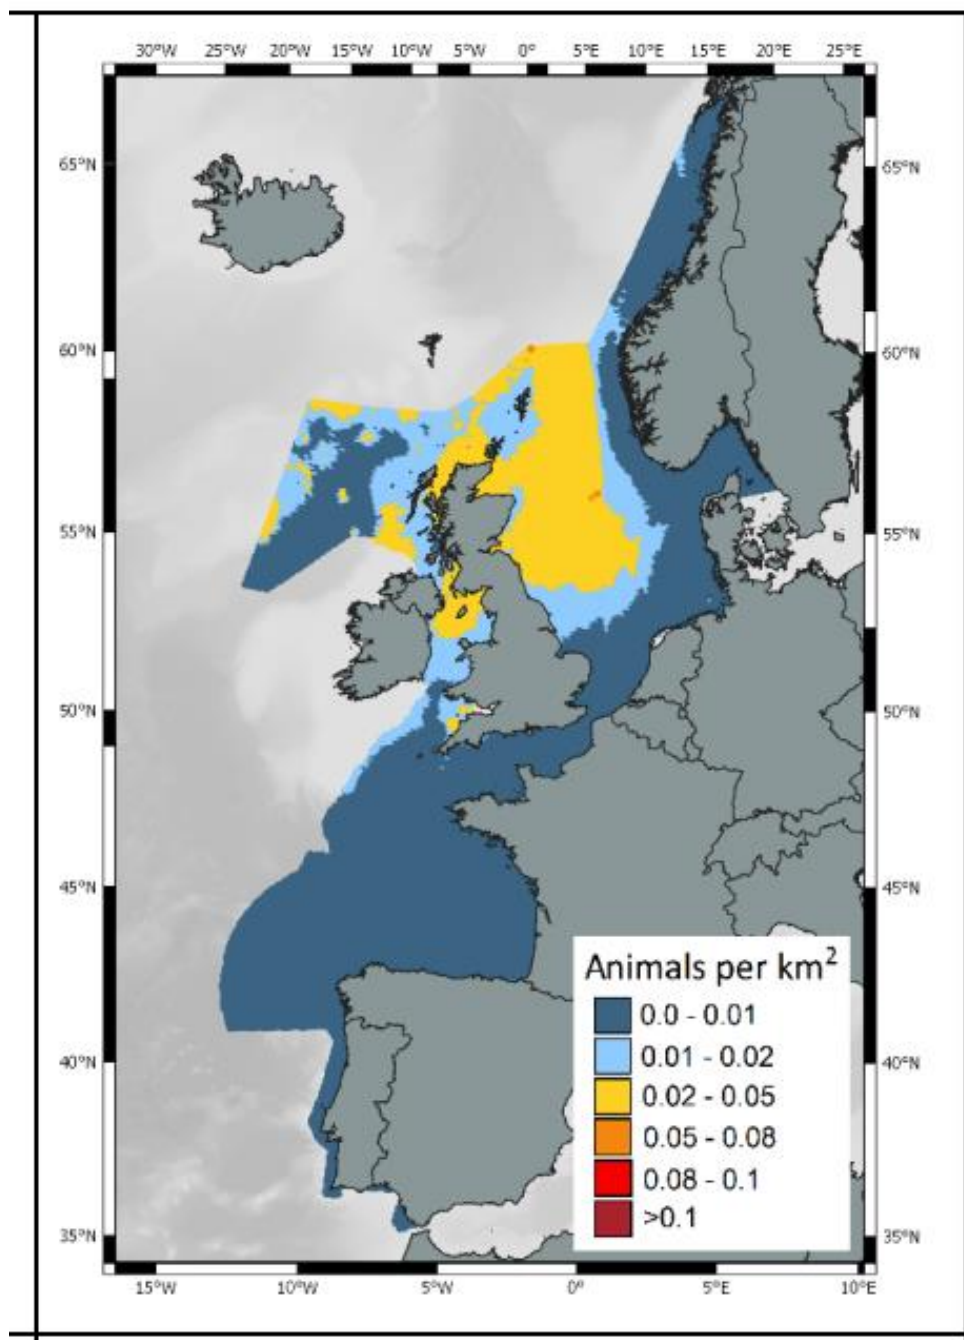 30°W 25°W 20°W 15°W 10°W 5°W 0° 5°E 10°E 15°E 20°E 25°E
65°N 65°N
60°N 60°N
55°N 55°N
50°N 50°N
45°N 45°N
Animals per km²
0.0 - 0.01
0.01 - 0.02
40°N 40°N
0.02 - 0.05
0.05 - 0.08
0.08 - 0.1
>0.1
35°N 35°N
15°W 10°W 5°W 0° 5°E 10°E